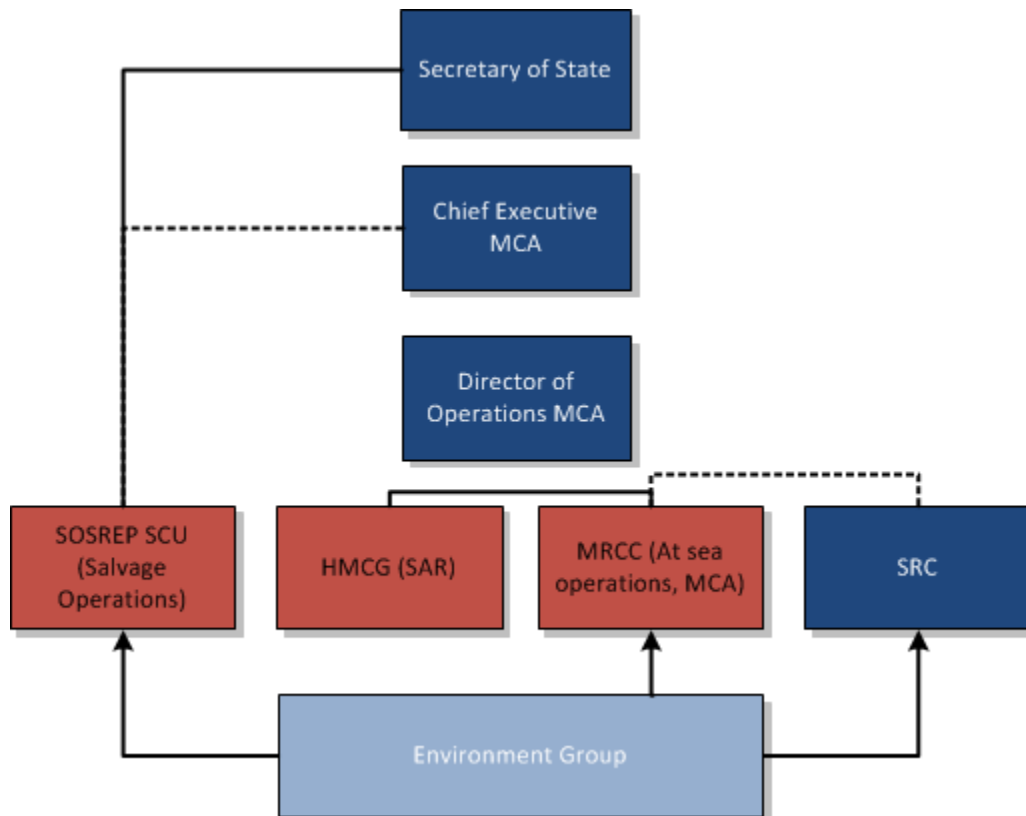 Secretary of State
Chief Executive
MCA
Director of
Operations MCA
SOSREP SCU
(Salvage
Operations)
HMCG (SAR)
MRCC (At sea
operations, MCA)
SRC
Environment Group